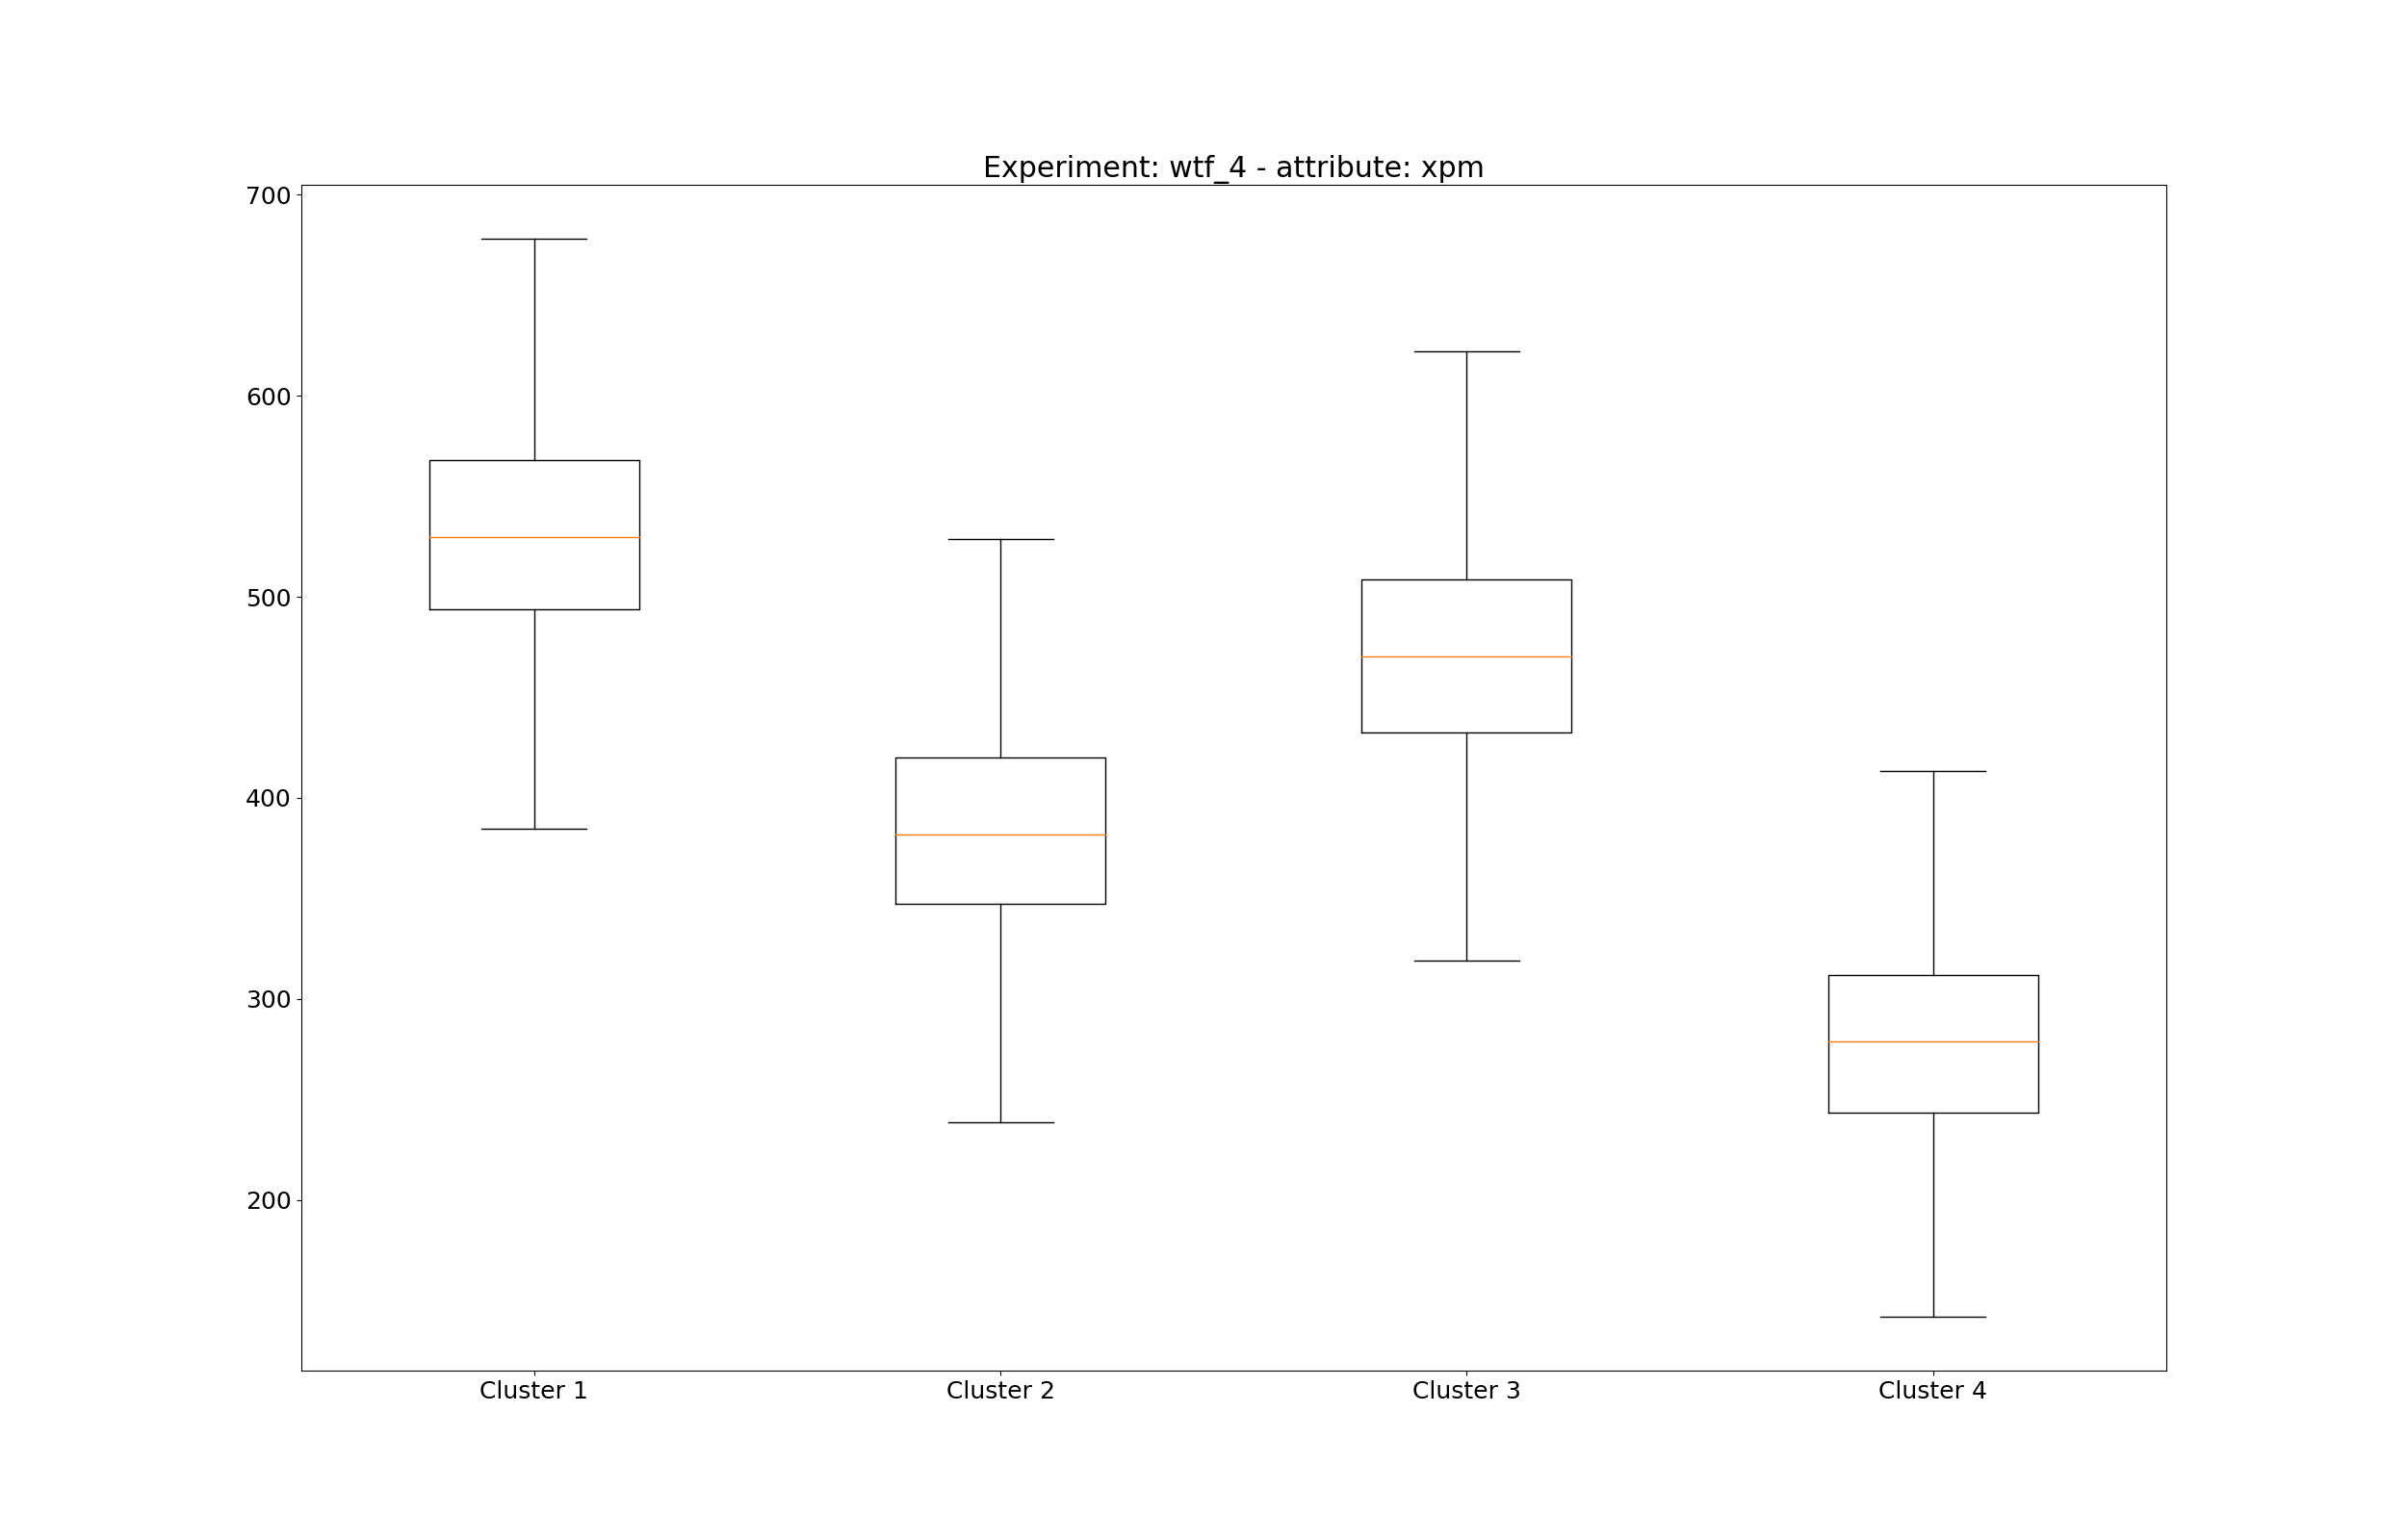 Experiment: wtf_4 - attribute: xpm
700
600
500
400
300
200
Cluster 1
Cluster 2
Cluster 3
Cluster 4